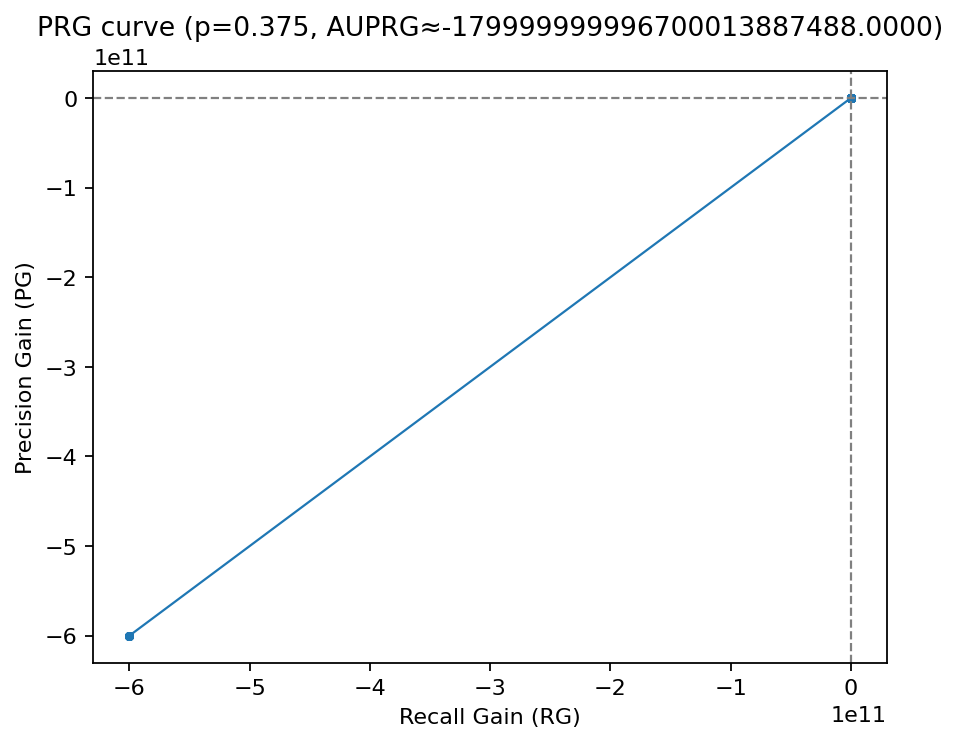 PRG curve (p=0.375, AUPRG≈-179999999996700013887488.0000)
1e11
0
−1
−2
−3
−4
−5
−6
Precision Gain (PG)
−6 −5 −4 −3 −2 −1 0
1e11
Recall Gain (RG)